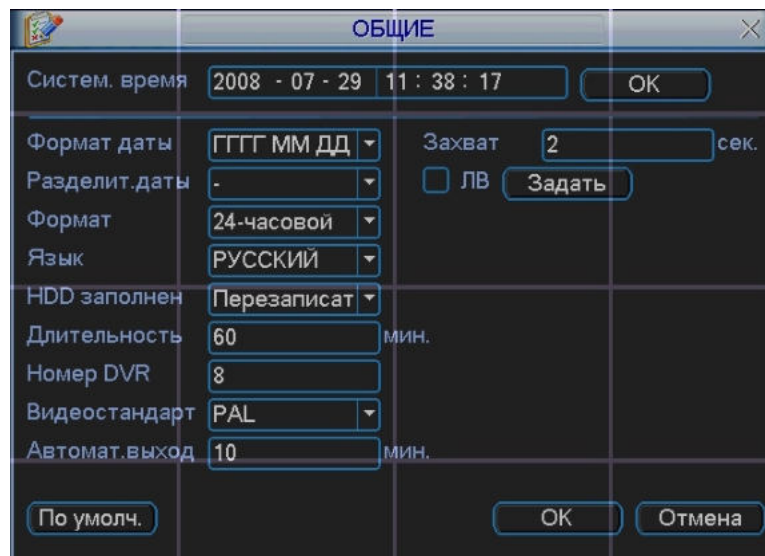 ОБЩИЕ
Систем. время 2008 - 07 - 29 11 : 38 : 17 OK
Формат даты ГГГГ ММ ДД Захват 2 сек.
Разделит.даты - ЛВ Задать
Формат 24-часовой
Язык РУССКИЙ
HDD заполнен Перезаписат
Длительность 60 мин.
Номер DVR 8
Видеостандарт PAL
Автомат.выход 10 мин.
По умолч. OK Отмена